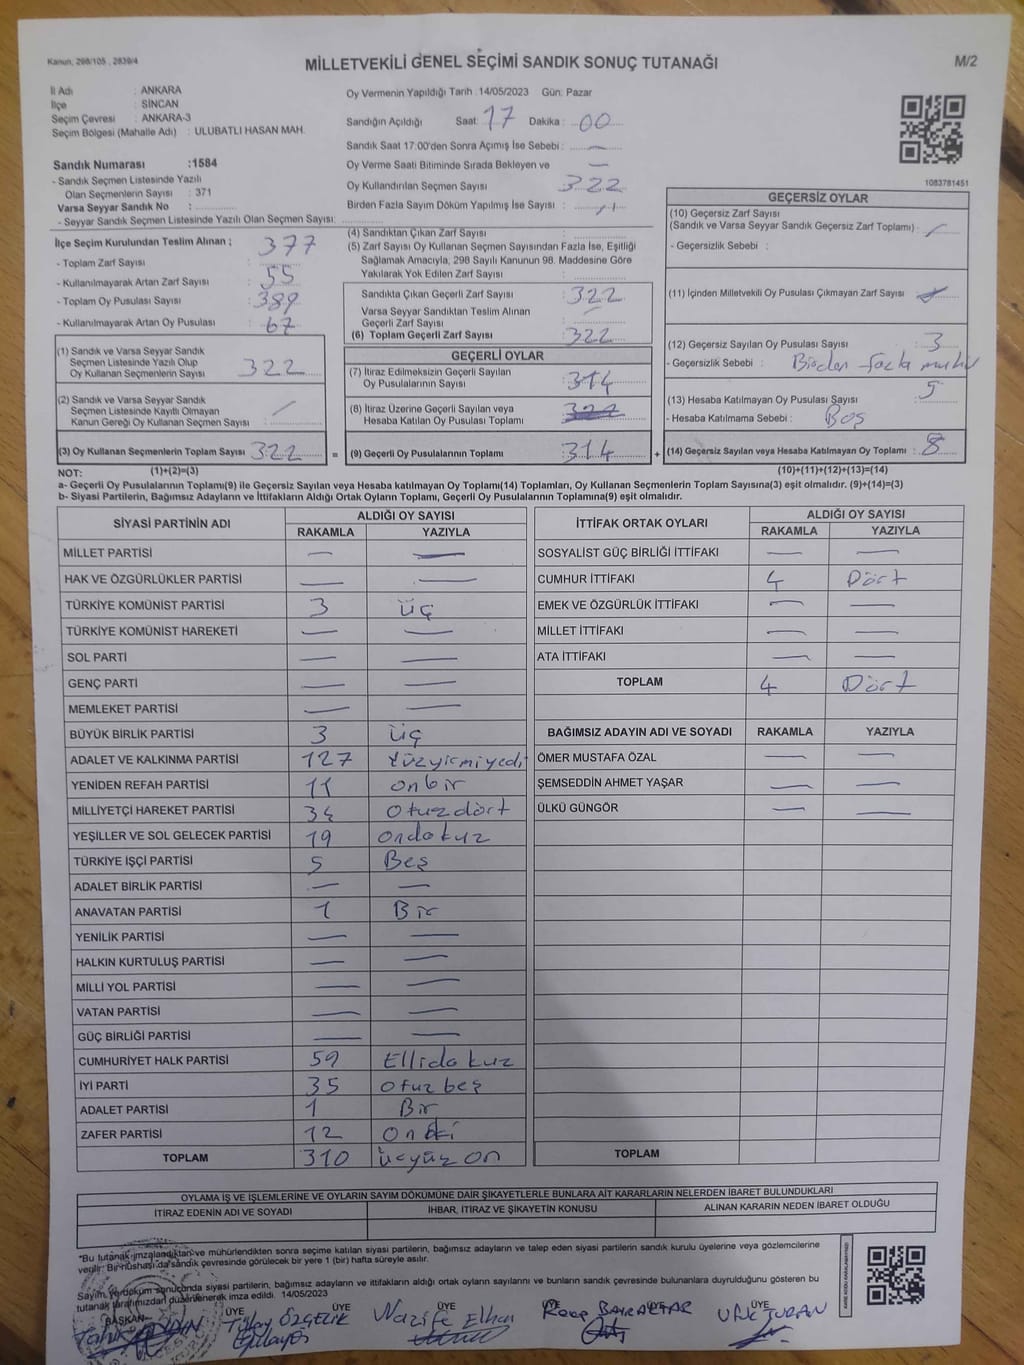 Kanun, 298/105 , 2839/4
MİLLETVEKİLİ GENEL SEÇİMİ SANDIK SONUÇ TUTANAĞI
M/2
İl Adı : ANKARA
İlçe : SİNCAN
Seçim Çevresi : ANKARA-3
Seçim Bölgesi (Mahalle Adı) : ULUBATLI HASAN MAH.
Sandık Numarası :1584
- Sandık Seçmen Listesinde Yazılı
Olan Seçmenlerin Sayısı : 371
Varsa Seyyar Sandık No :
- Seyyar Sandık Seçmen Listesinde Yazılı Olan Seçmen Sayısı:
Oy Vermenin Yapıldığı Tarih :14/05/2023 Gün: Pazar
Sandığın Açıldığı Saat: 17 Dakika : 00
Sandık Saat 17:00'den Sonra Açımış İse Sebebi : —
Oy Verme Saati Bitiminde Sırada Bekleyen ve —
Oy Kullandırılan Seçmen Sayısı 322
Birden Fazla Sayım Döküm Yapılmış İse Sayısı :
1083781451
İlçe Seçim Kurulundan Teslim Alınan ;
- Toplam Zarf Sayısı : 377
- Kullanılmayarak Artan Zarf Sayısı : 55
- Toplam Oy Pusulası Sayısı : 389
- Kullanılmayarak Artan Oy Pusulası : 67
(1) Sandık ve Varsa Seyyar Sandık
Seçmen Listesinde Yazılı Olup
Oy Kullanan Seçmenlerin Sayısı 322
(2) Sandık ve Varsa Seyyar Sandık
Seçmen Listesinde Kayıtlı Olmayan
Kanun Gereği Oy Kullanan Seçmen Sayısı :
(3) Oy Kullanan Seçmenlerin Toplam Sayısı 322
(4) Sandıktan Çıkan Zarf Sayısı :
(5) Zarf Sayısı Oy Kullanan Seçmen Sayısından Fazla İse, Eşitliği
Sağlamak Amacıyla, 298 Sayılı Kanunun 98. Maddesine Göre
Yakılarak Yok Edilen Zarf Sayısı :
Sandıkta Çıkan Geçerli Zarf Sayısı : 322
Varsa Seyyar Sandıktan Teslim Alınan
Geçerli Zarf Sayısı :
(6) Toplam Geçerli Zarf Sayısı : 322
GEÇERLİ OYLAR
(7) İtiraz Edilmeksizin Geçerli Sayılan
Oy Pusulalarının Sayısı : 314
(8) İtiraz Üzerine Geçerli Sayılan veya
Hesaba Katılan Oy Pusulası Toplamı :
= (9) Geçerli Oy Pusulalarının Toplamı : 314
GEÇERSİZ OYLAR
(10) Geçersiz Zarf Sayısı
(Sandık ve Varsa Seyyar Sandık Geçersiz Zarf Toplamı) :
- Geçersizlik Sebebi :
(11) İçinden Milletvekili Oy Pusulası Çıkmayan Zarf Sayısı :
(12) Geçersiz Sayılan Oy Pusulası Sayısı : 3
- Geçersizlik Sebebi : Birden fazla mühür
(13) Hesaba Katılmayan Oy Pusulası Sayısı : 5
- Hesaba Katılmama Sebebi : Boş
+ (14) Geçersiz Sayılan veya Hesaba Katılmayan Oy Toplamı : 8
NOT: (1)+(2)=(3)
(10)+(11)+(12)+(13)=(14)
a- Geçerli Oy Pusulalarının Toplamı(9) ile Geçersiz Sayılan veya Hesaba katılmayan Oy Toplamı(14) Toplamları, Oy Kullanan Seçmenlerin Toplam Sayısına(3) eşit olmalıdır. (9)+(14)=(3)
b- Siyasi Partilerin, Bağımsız Adayların ve İttifakların Aldığı Ortak Oyların Toplamı, Geçerli Oy Pusulalarının Toplamına(9) eşit olmalıdır.
SİYASİ PARTİNİN ADI ALDIĞI OY SAYISI
RAKAMLA YAZIYLA
MİLLET PARTİSİ — —
HAK VE ÖZGÜRLÜKLER PARTİSİ — —
TÜRKİYE KOMÜNİST PARTİSİ 3 üç
TÜRKİYE KOMÜNİST HAREKETİ — —
SOL PARTİ — —
GENÇ PARTİ — —
MEMLEKET PARTİSİ — —
BÜYÜK BİRLİK PARTİSİ 3 üç
ADALET VE KALKINMA PARTİSİ 127 Yüzyirmiyedi
YENİDEN REFAH PARTİSİ 11 onbir
MİLLİYETÇİ HAREKET PARTİSİ 34 Otuzdört
YEŞİLLER VE SOL GELECEK PARTİSİ 19 Ondokuz
TÜRKİYE İŞÇİ PARTİSİ 5 Beş
ADALET BİRLİK PARTİSİ — —
ANAVATAN PARTİSİ 1 Bir
YENİLİK PARTİSİ — —
HALKIN KURTULUŞ PARTİSİ — —
MİLLİ YOL PARTİSİ — —
VATAN PARTİSİ — —
GÜÇ BİRLİĞİ PARTİSİ — —
CUMHURİYET HALK PARTİSİ 59 Ellidokuz
İYİ PARTİ 35 Otuzbeş
ADALET PARTİSİ 1 Bir
ZAFER PARTİSİ 12 Oniki
TOPLAM 310 üçyüz on
İTTİFAK ORTAK OYLARI ALDIĞI OY SAYISI
RAKAMLA YAZIYLA
SOSYALİST GÜÇ BİRLİĞİ İTTİFAKI — —
CUMHUR İTTİFAKI 4 Dört
EMEK VE ÖZGÜRLÜK İTTİFAKI — —
MİLLET İTTİFAKI — —
ATA İTTİFAKI — —
TOPLAM 4 Dört
BAĞIMSIZ ADAYIN ADI VE SOYADI RAKAMLA YAZIYLA
ÖMER MUSTAFA ÖZAL — —
ŞEMSEDDİN AHMET YAŞAR — —
ÜLKÜ GÜNGÖR — —
TOPLAM
OYLAMA İŞ VE İŞLEMLERİNE VE OYLARIN SAYIM DÖKÜMÜNE DAİR ŞİKAYETLERLE BUNLARA AİT KARARLARIN NELERDEN İBARET BULUNDUKLARI
İTİRAZ EDENİN ADI VE SOYADI İHBAR, İTİRAZ VE ŞİKAYETİN KONUSU ALINAN KARARIN NEDEN İBARET OLDUĞU
*Bu tutanak imzalandıktan ve mühürlendikten sonra seçime katılan siyasi partilerin, bağımsız adayların ve talep eden siyasi partilerin sandık kurulu üyelerine veya gözlemcilerine
verilir. Bir nüshası da sandık çevresinde görülecek bir yere 1 (bir) hafta süreyle asılır.
Sayım ve döküm sonucunda siyasi partilerin, bağımsız adayların ve ittifakların aldığı ortak oyların sayılarını ve bunların sandık çevresinde bulunanlara duyrulduğunu gösteren bu
tutanak tarafımızdan düzenlenerek imza edildi. 14/05/2023
BAŞKAN ÜYE ÜYE ÜYE ÜYE ÜYE
Tülay ÖZÇELİK Nazife Elhan Recep BAYRAKTAR Ufuk TURAN